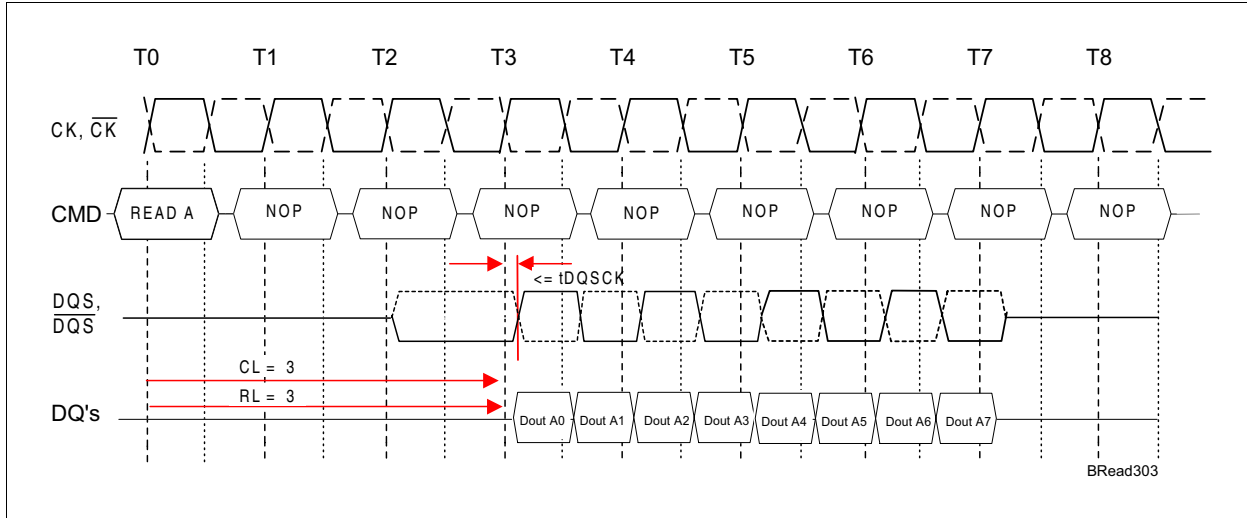 T0 T1 T2 T3 T4 T5 T6 T7 T8
CK, CK
CMD READ A NOP NOP NOP NOP NOP NOP NOP NOP
<= tDQSCK
DQS,
DQS
CL = 3
RL = 3
DQ's
Dout A0 Dout A1 Dout A2 Dout A3 Dout A4 Dout A5 Dout A6 Dout A7
BRead303